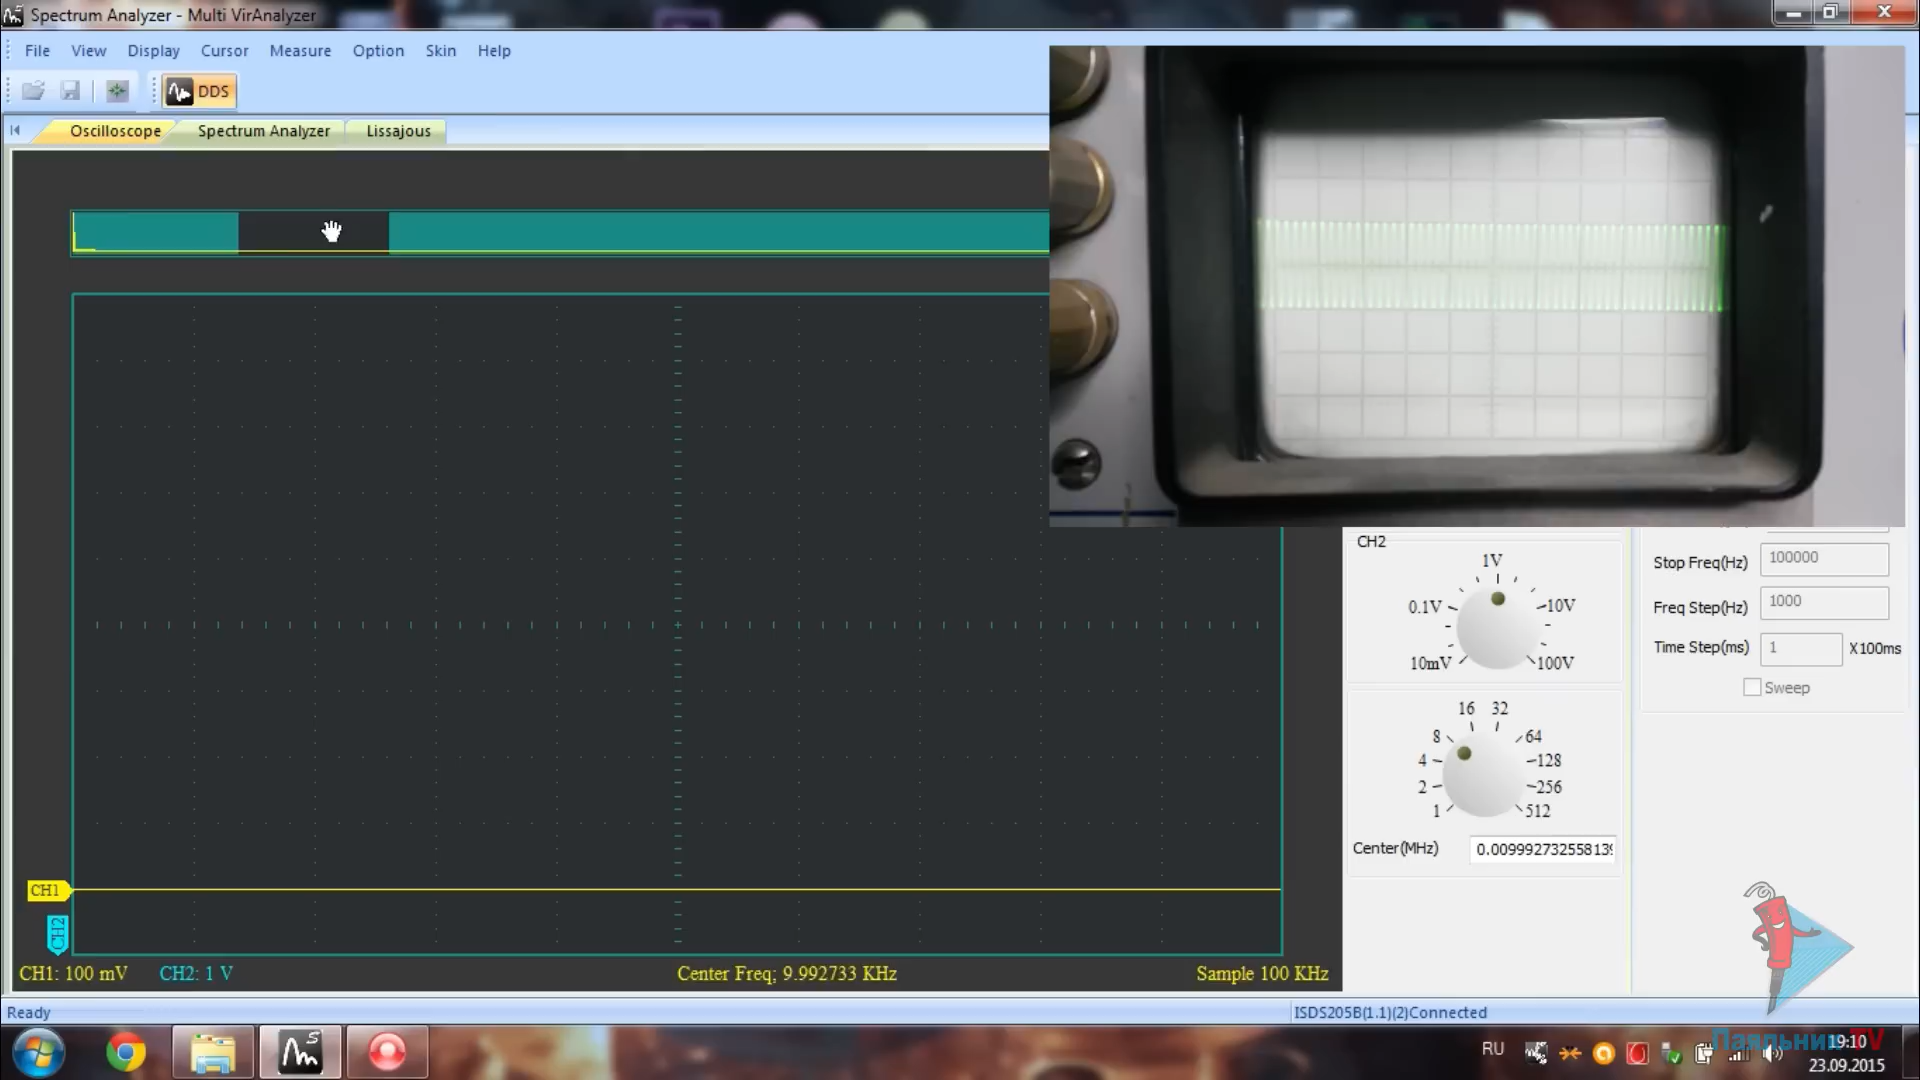 Spectrum Analyzer - Multi VirAnalyzer
File View Display Cursor Measure Option Skin Help
DDS
Oscilloscope Spectrum Analyzer Lissajous
CH2
1V
0.1V
10V
10mV
100V
Stop Freq(Hz) 100000
Freq Step(Hz) 1000
Time Step(ms) 1 X100ms
Sweep
16 32
8 64
4 128
2 256
1 512
Center(MHz) 0.00999273255813
CH1
CH2
CH1: 100 mV CH2: 1 V Center Freq; 9.992733 KHz Sample 100 KHz
Ready ISDS205B(1.1)(2)Connected
Паяльник TV
RU 19:10
23.09.2015